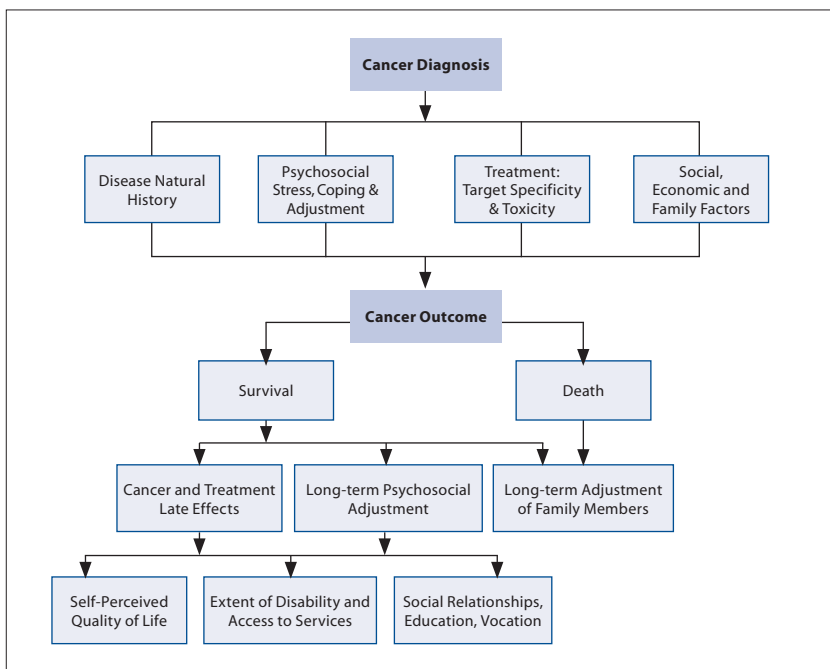 Cancer Diagnosis
Disease Natural
History
Psychosocial
Stress, Coping &
Adjustment
Treatment:
Target Specificity
& Toxicity
Social,
Economic and
Family Factors
Cancer Outcome
Survival
Death
Cancer and Treatment
Late Effects
Long-term Psychosocial
Adjustment
Long-term Adjustment
of Family Members
Self-Perceived
Quality of Life
Extent of Disability and
Access to Services
Social Relationships,
Education, Vocation